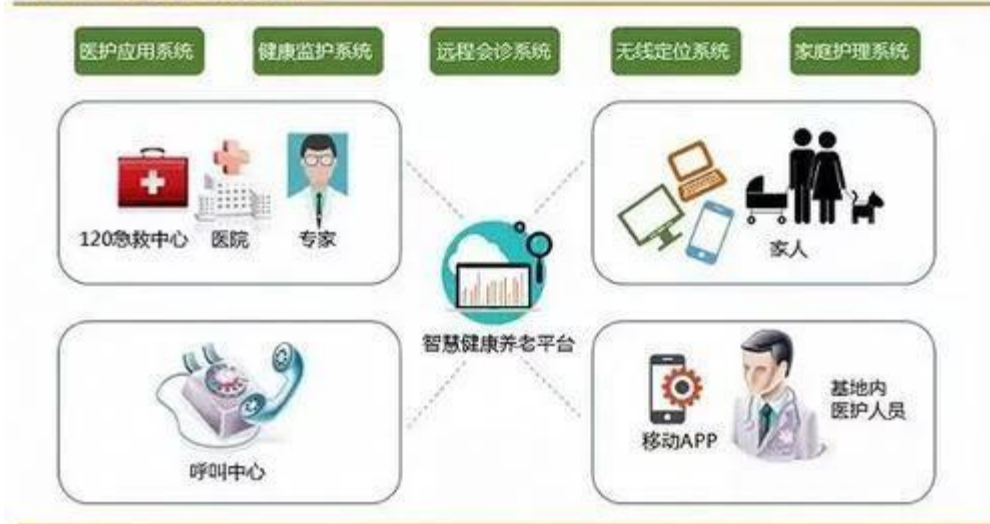 医护应用系统
健康监护系统
远程会诊系统
无线定位系统
家庭护理系统
120急救中心
医院
专家
家人
智慧健康养老平台
呼叫中心
移动APP
基地内
医护人员